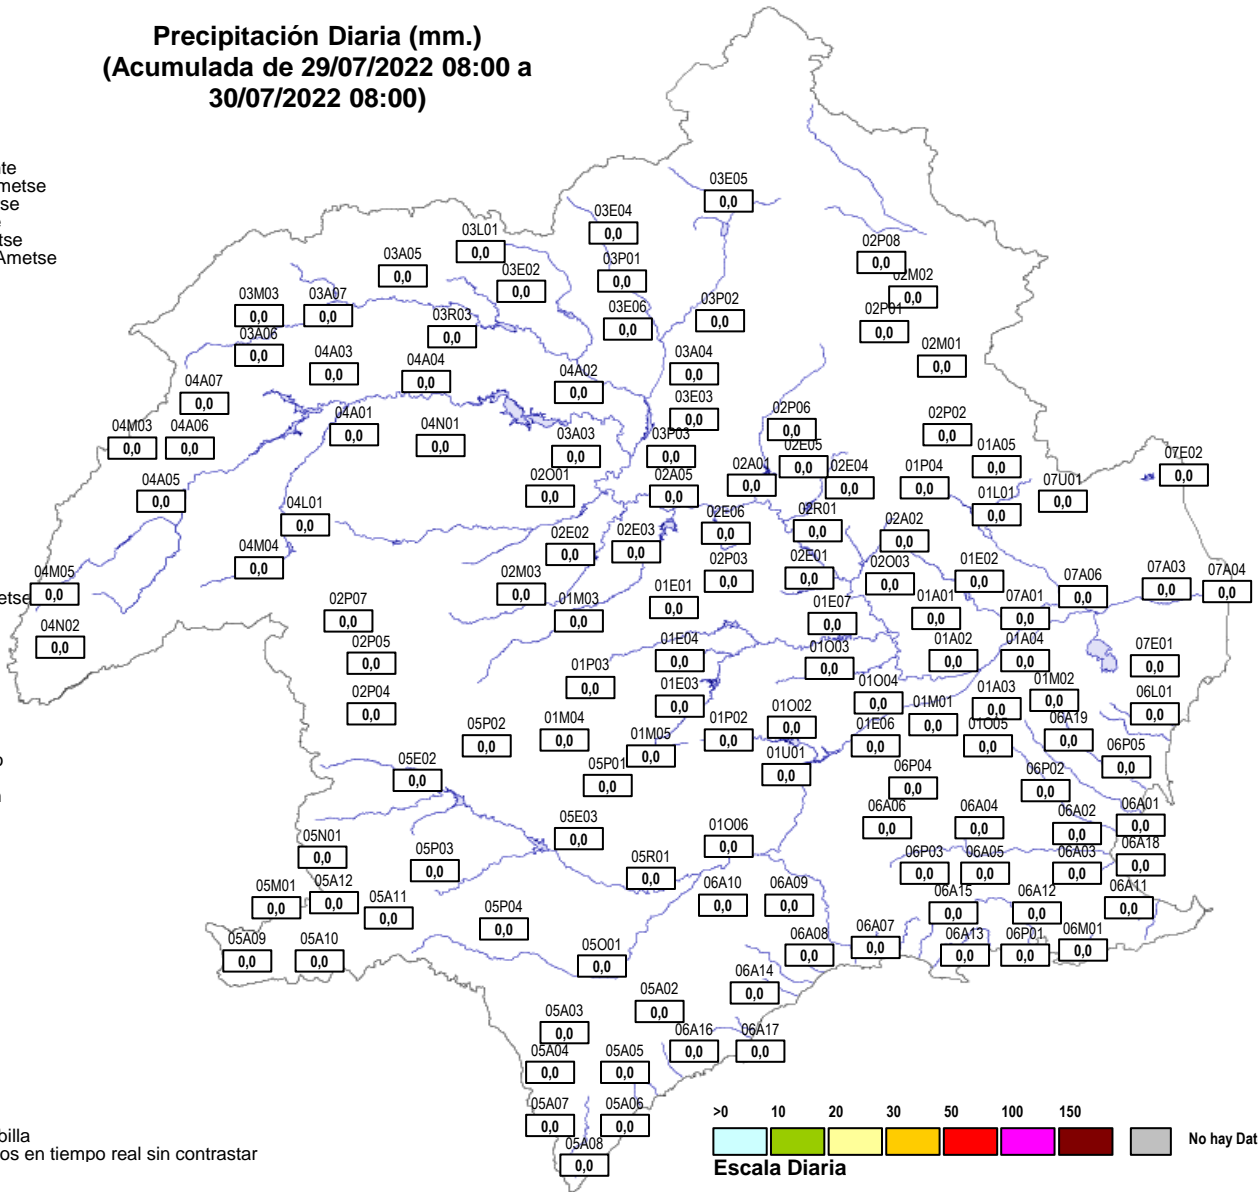 Precipitación Diaria (mm.)
(Acumulada de 29/07/2022 08:00 a
30/07/2022 08:00)
nte
metse
tse
e
tse
Ametse
etse
o
n
billa
os en tiempo real sin contrastar
03E05
0,0
03E04
0,0
03L01
0,0
03A05
0,0
03E02
0,0
03P01
0,0
02P08
0,0
02M02
0,0
03M03
0,0
03A07
0,0
03R03
0,0
03E06
0,0
03P02
0,0
02P01
0,0
03A06
0,0
04A03
0,0
04A04
0,0
03A04
0,0
02M01
0,0
04A07
0,0
04A02
0,0
03E03
0,0
04M03
0,0
04A06
0,0
04A01
0,0
04N01
0,0
03A03
0,0
03P03
0,0
02P06
0,0
02P02
0,0
02E05
0,0
01A05
0,0
07E02
0,0
04A05
0,0
02O01
0,0
02A05
0,0
02A01
0,0
02E04
0,0
01P04
0,0
07U01
0,0
04L01
0,0
01L01
0,0
02E06
0,0
02R01
0,0
02A02
0,0
04M04
0,0
02E02
0,0
02E03
0,0
04M05
0,0
02M03
0,0
02P03
0,0
02E01
0,0
02O03
0,0
01E02
0,0
07A06
0,0
07A03
0,0
07A04
0,0
04N02
0,0
02P07
0,0
01M03
0,0
01E01
0,0
01E07
0,0
01A01
0,0
07A01
0,0
02P05
0,0
01E04
0,0
01O03
0,0
01A02
0,0
01A04
0,0
07E01
0,0
02P04
0,0
01P03
0,0
01E03
0,0
01O04
0,0
01M01
0,0
01A03
0,0
01M02
0,0
06L01
0,0
05P02
0,0
01M04
0,0
01M05
0,0
01P02
0,0
01O02
0,0
01E06
0,0
01O05
0,0
06A19
0,0
06P05
0,0
05E02
0,0
05P01
0,0
01U01
0,0
06P04
0,0
06P02
0,0
05E03
0,0
01O06
0,0
06A06
0,0
06A04
0,0
06A02
0,0
06A01
0,0
05N01
0,0
05P03
0,0
05R01
0,0
06P03
0,0
06A05
0,0
06A03
0,0
06A18
0,0
05M01
0,0
05A12
0,0
05A11
0,0
06A10
0,0
06A09
0,0
06A15
0,0
06A12
0,0
06A11
0,0
05A09
0,0
05A10
0,0
05P04
0,0
05O01
0,0
06A08
0,0
06A07
0,0
06A13
0,0
06P01
0,0
06M01
0,0
05A02
0,0
06A14
0,0
05A03
0,0
06A16
0,0
06A17
0,0
05A04
0,0
05A05
0,0
05A07
0,0
05A06
0,0
05A08
0,0
>0 10 20 30 50 100 150
No hay Dat
Escala Diaria